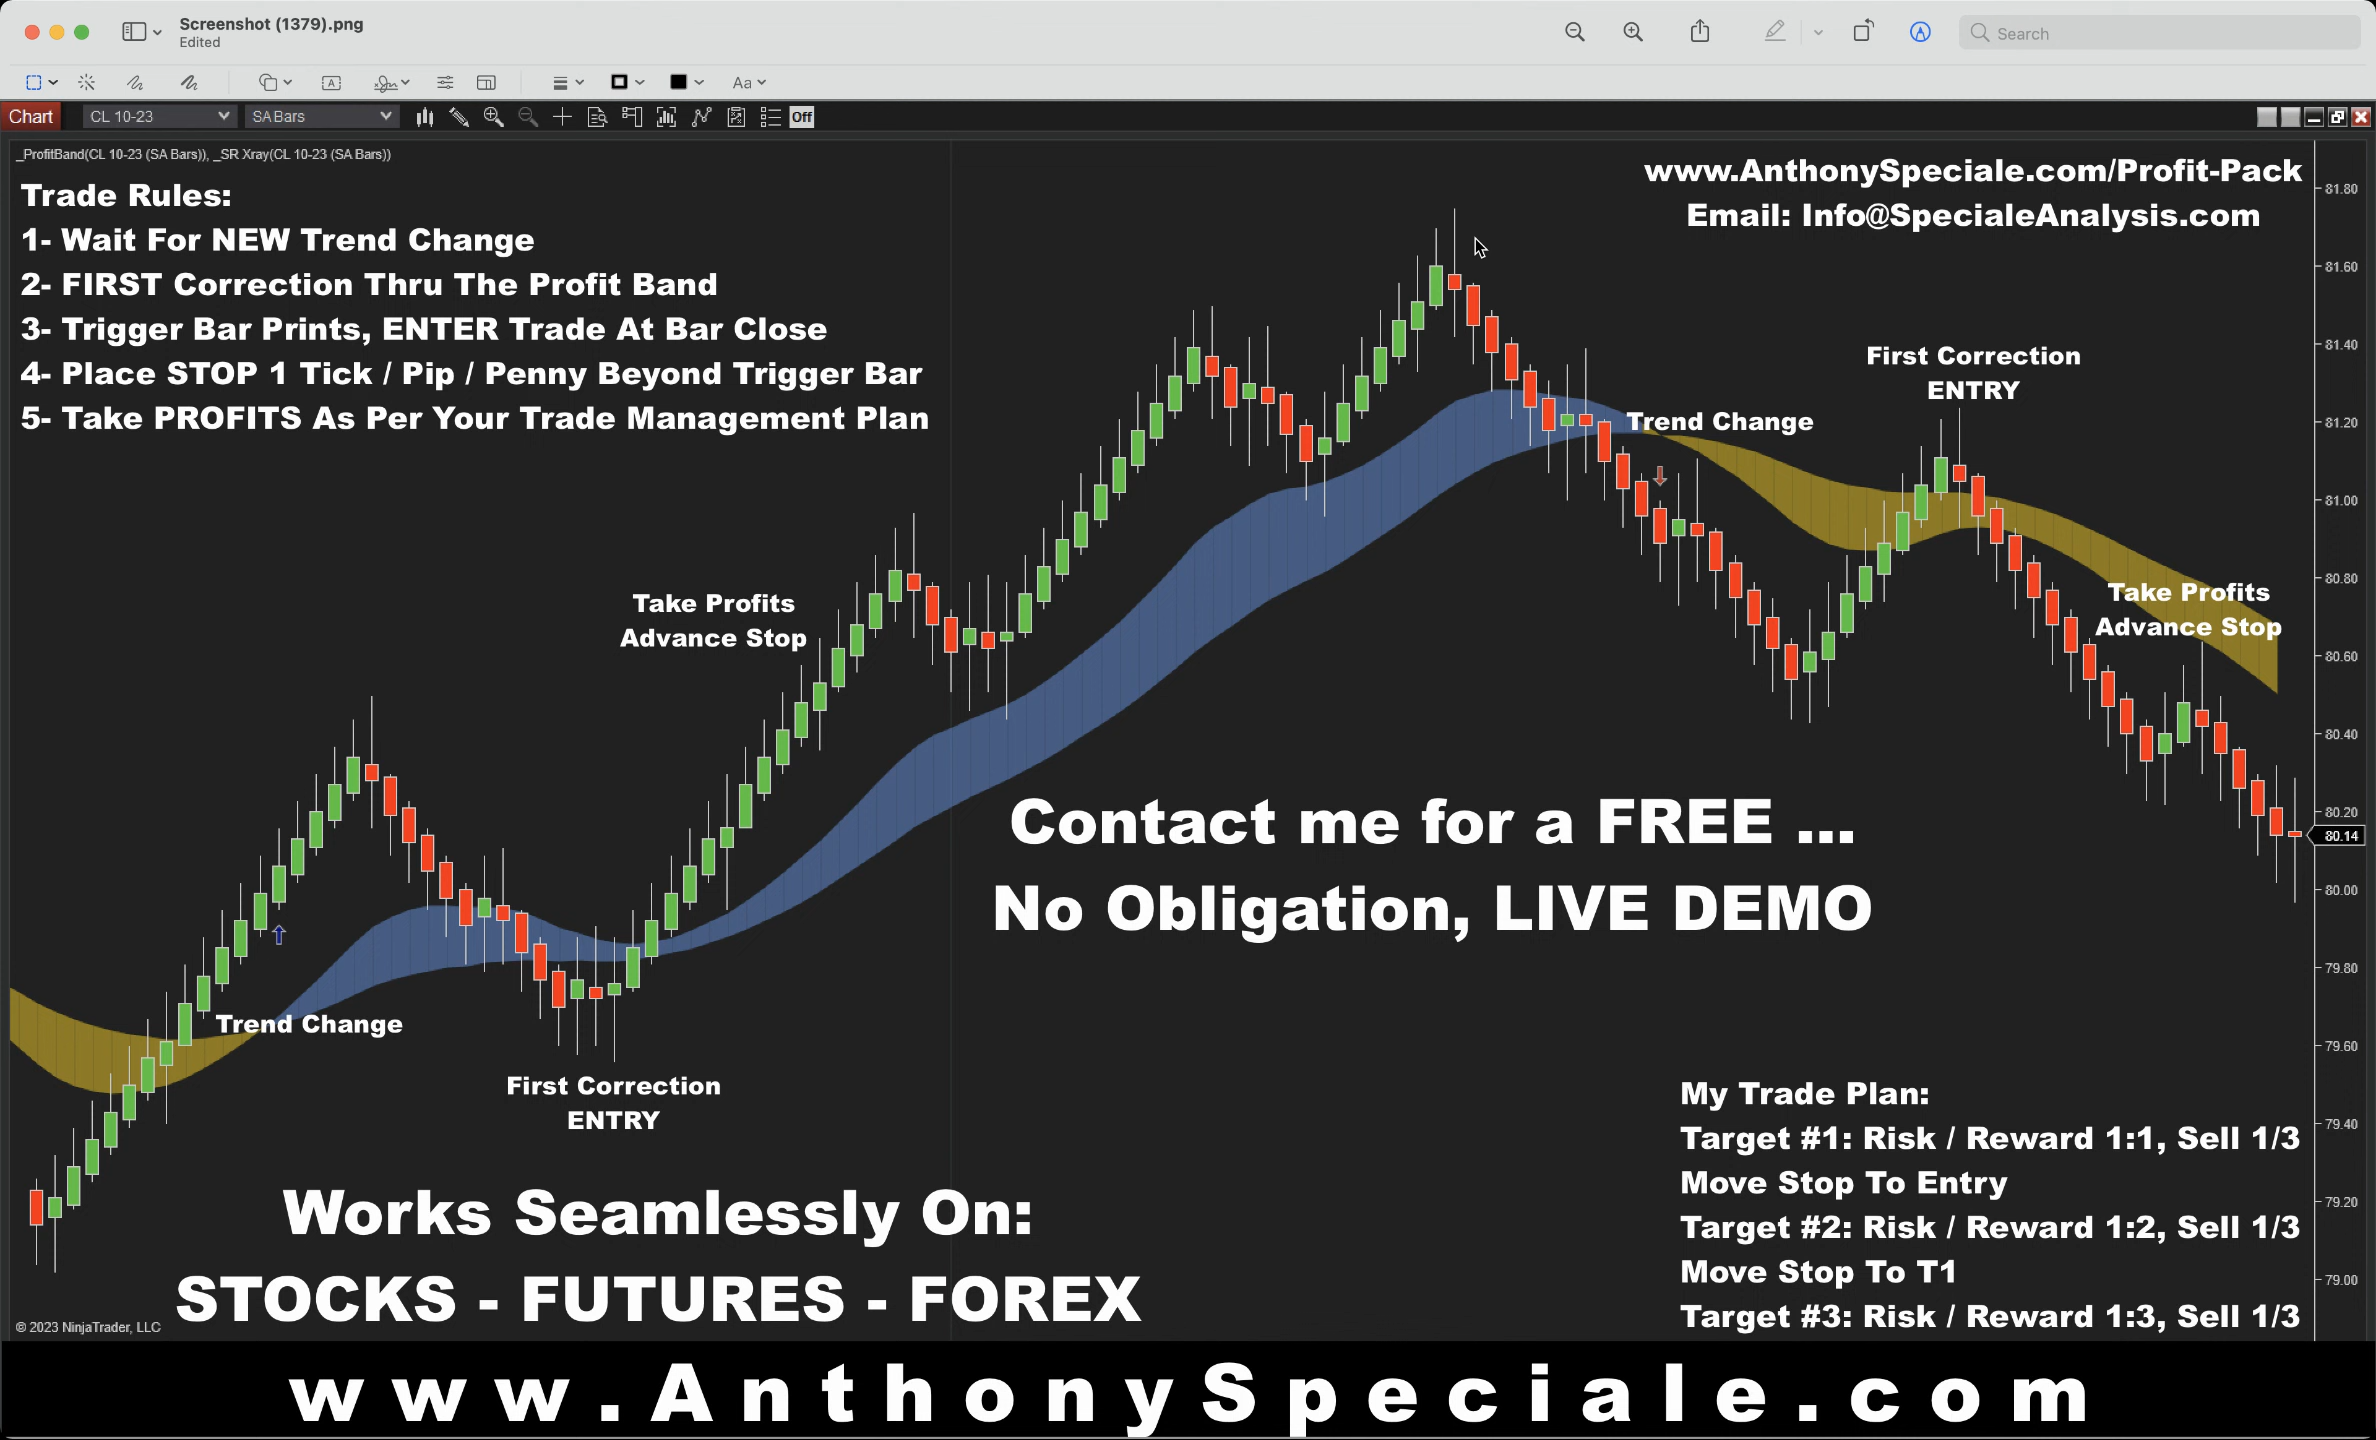 Screenshot (1379).png
Edited
Search
Aa
Chart
CL 10-23
SA Bars
Off
_ProfitBand(CL 10-23 (SA Bars)), _SR Xray(CL 10-23 (SA Bars))
Trade Rules:
1- Wait For NEW Trend Change
2- FIRST Correction Thru The Profit Band
3- Trigger Bar Prints, ENTER Trade At Bar Close
4- Place STOP 1 Tick / Pip / Penny Beyond Trigger Bar
5- Take PROFITS As Per Your Trade Management Plan
www.AnthonySpeciale.com/Profit-Pack
Email: Info@SpecialeAnalysis.com
First Correction
ENTRY
Trend Change
Take Profits
Advance Stop
Take Profits
Advance Stop
Contact me for a FREE ...
No Obligation, LIVE DEMO
Trend Change
First Correction
ENTRY
My Trade Plan:
Target #1: Risk / Reward 1:1, Sell 1/3
Move Stop To Entry
Target #2: Risk / Reward 1:2, Sell 1/3
Move Stop To T1
Target #3: Risk / Reward 1:3, Sell 1/3
Works Seamlessly On:
STOCKS - FUTURES - FOREX
© 2023 NinjaTrader, LLC
81.80
81.60
81.40
81.20
81.00
80.80
80.60
80.40
80.20
80.14
80.00
79.80
79.60
79.40
79.20
79.00
www.AnthonySpeciale.com